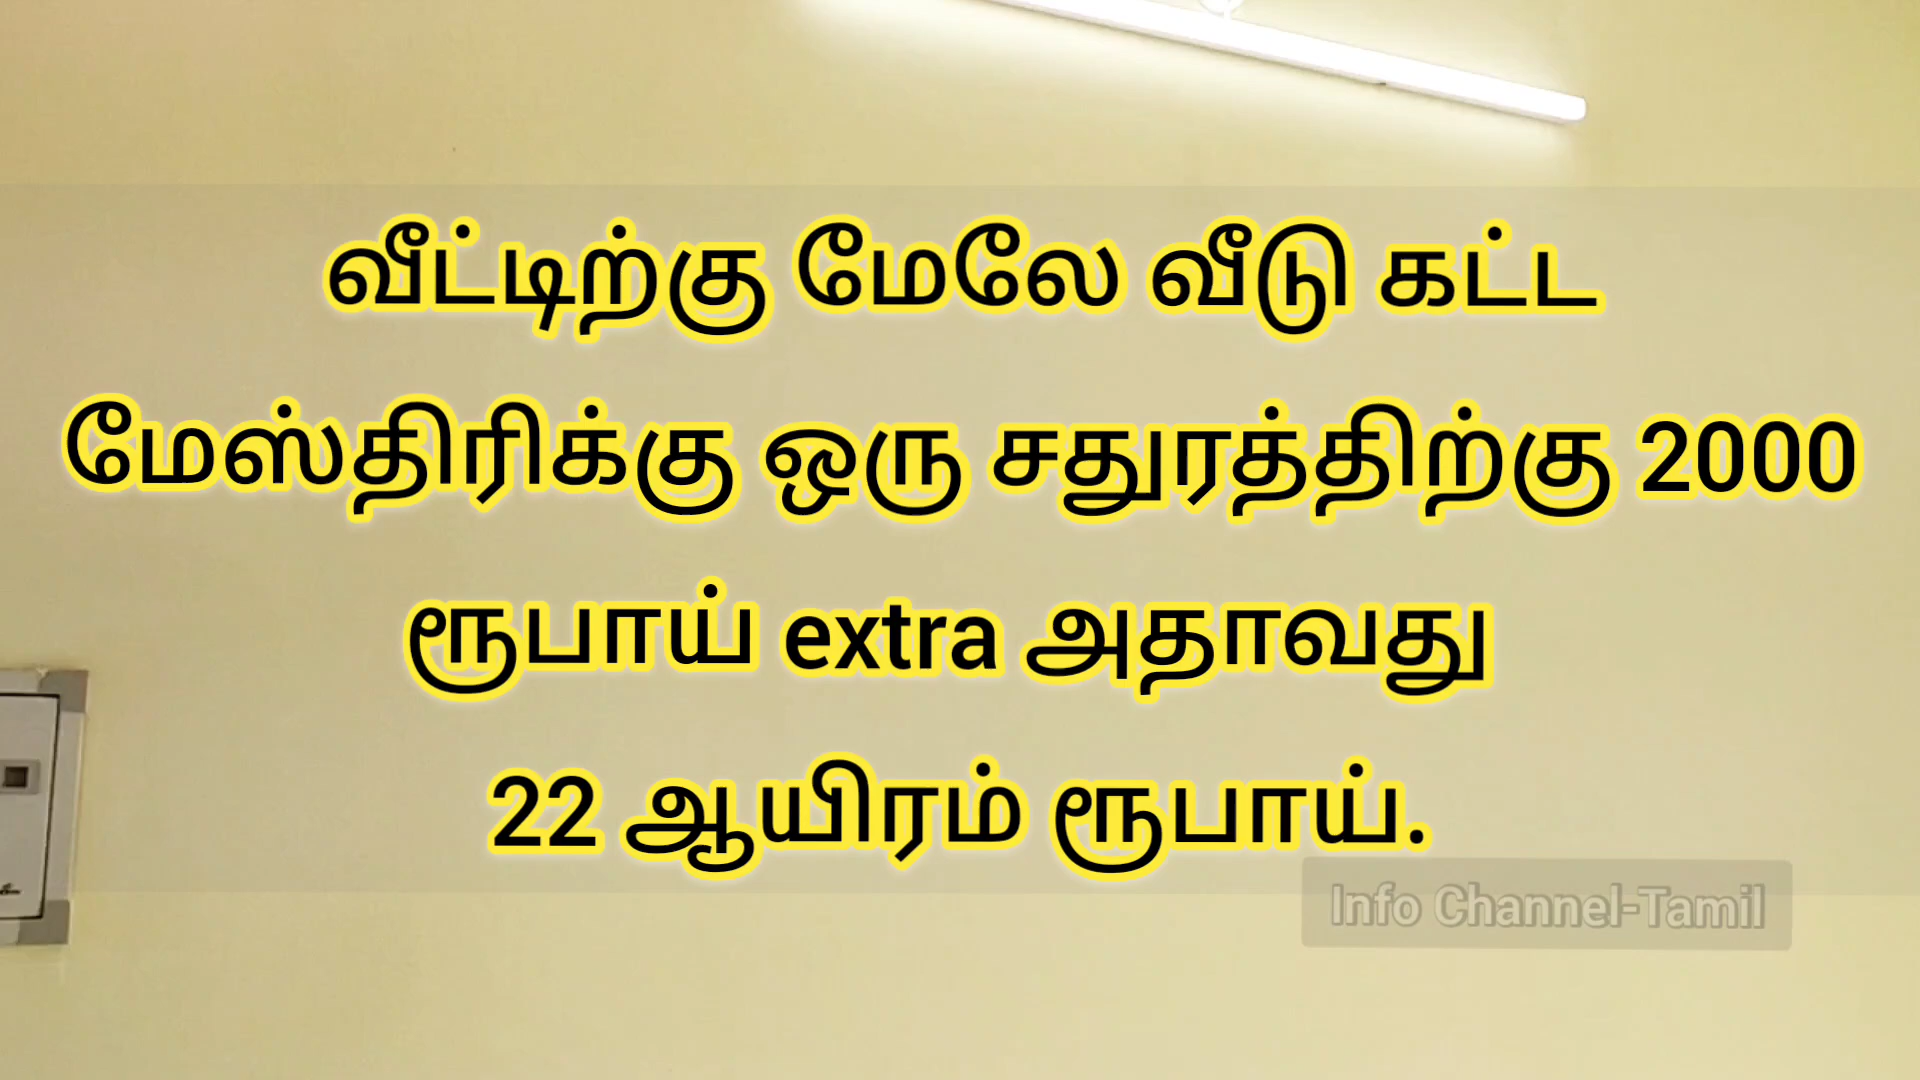 வீட்டிற்கு மேலே வீடு கட்ட
மேஸ்திரிக்கு ஒரு சதுரத்திற்கு 2000
ரூபாய் extra அதாவது
22 ஆயிரம் ரூபாய்.
Info Channel-Tamil